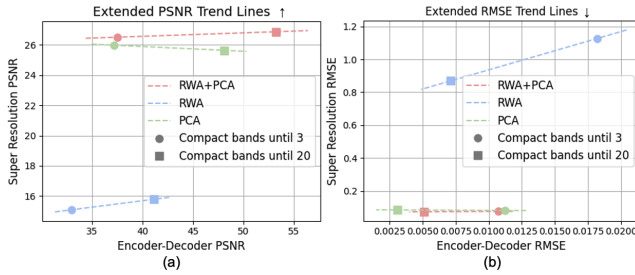 Extended PSNR Trend Lines ↑
Super Resolution PSNR
26
24
22
20
18
16
RWA+PCA
RWA
PCA
Compact bands until 3
Compact bands until 20
35
40
45
50
55
Encoder-Decoder PSNR
(a)
Extended RMSE Trend Lines ↓
Super Resolution RMSE
1.2
1.0
0.8
0.6
0.4
0.2
RWA+PCA
RWA
PCA
Compact bands until 3
Compact bands until 20
0.0025 0.0050 0.0075 0.0100 0.0125 0.0150 0.0175 0.0200
Encoder-Decoder RMSE
(b)